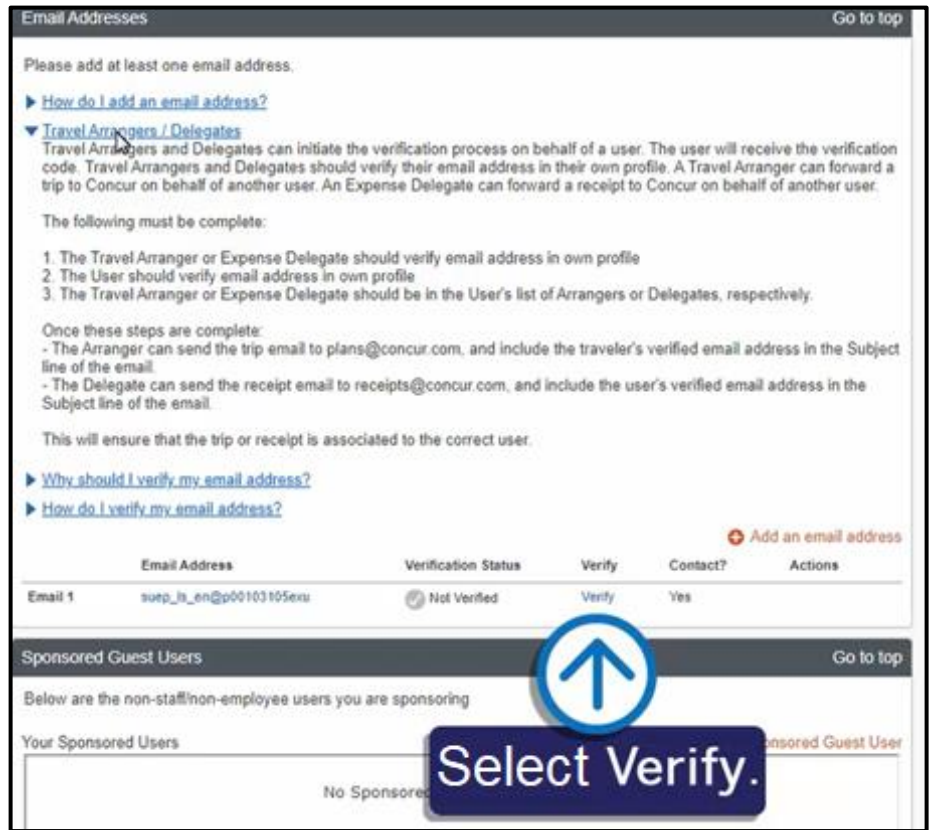 Email Addresses Go to top
Please add at least one email address.
How do I add an email address?
Travel Arrangers / Delegates
Travel Arrangers and Delegates can initiate the verification process on behalf of a user. The user will receive the verification
code. Travel Arrangers and Delegates should verify their email address in their own profile. A Travel Arranger can forward a
trip to Concur on behalf of another user. An Expense Delegate can forward a receipt to Concur on behalf of another user.
The following must be complete:
1. The Travel Arranger or Expense Delegate should verify email address in own profile
2. The User should verify email address in own profile
3. The Travel Arranger or Expense Delegate should be in the User's list of Arrangers or Delegates, respectively.
Once these steps are complete:
- The Arranger can send the trip email to plans@concur.com, and include the traveler's verified email address in the Subject
line of the email.
- The Delegate can send the receipt email to receipts@concur.com, and include the user's verified email address in the
Subject line of the email.
This will ensure that the trip or receipt is associated to the correct user.
Why should I verify my email address?
How do I verify my email address?
Add an email address
Email Address Verification Status Verify Contact? Actions
Email 1 suep_ls_en@p00103105exu Not Verified Verify Yes
Sponsored Guest Users Go to top
Below are the non-staff/non-employee users you are sponsoring
Your Sponsored Users Guest User
Select Verify.
No